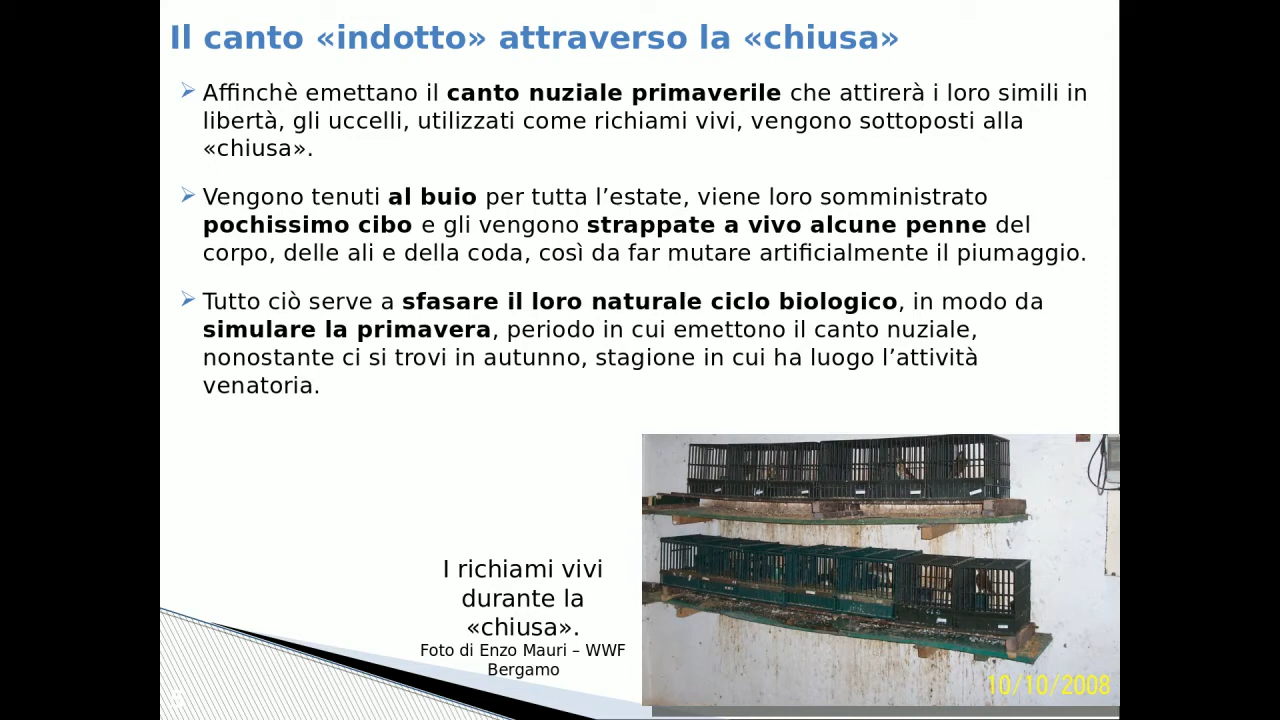 Il canto «indotto» attraverso la «chiusa»
Affinchè emettano il canto nuziale primaverile che attirerà i loro simili in
libertà, gli uccelli, utilizzati come richiami vivi, vengono sottoposti alla
«chiusa».
Vengono tenuti al buio per tutta l’estate, viene loro somministrato
pochissimo cibo e gli vengono strappate a vivo alcune penne del
corpo, delle ali e della coda, così da far mutare artificialmente il piumaggio.
Tutto ciò serve a sfasare il loro naturale ciclo biologico, in modo da
simulare la primavera, periodo in cui emettono il canto nuziale,
nonostante ci si trovi in autunno, stagione in cui ha luogo l’attività
venatoria.
I richiami vivi
durante la
«chiusa».
Foto di Enzo Mauri – WWF
Bergamo
10/10/2008
5